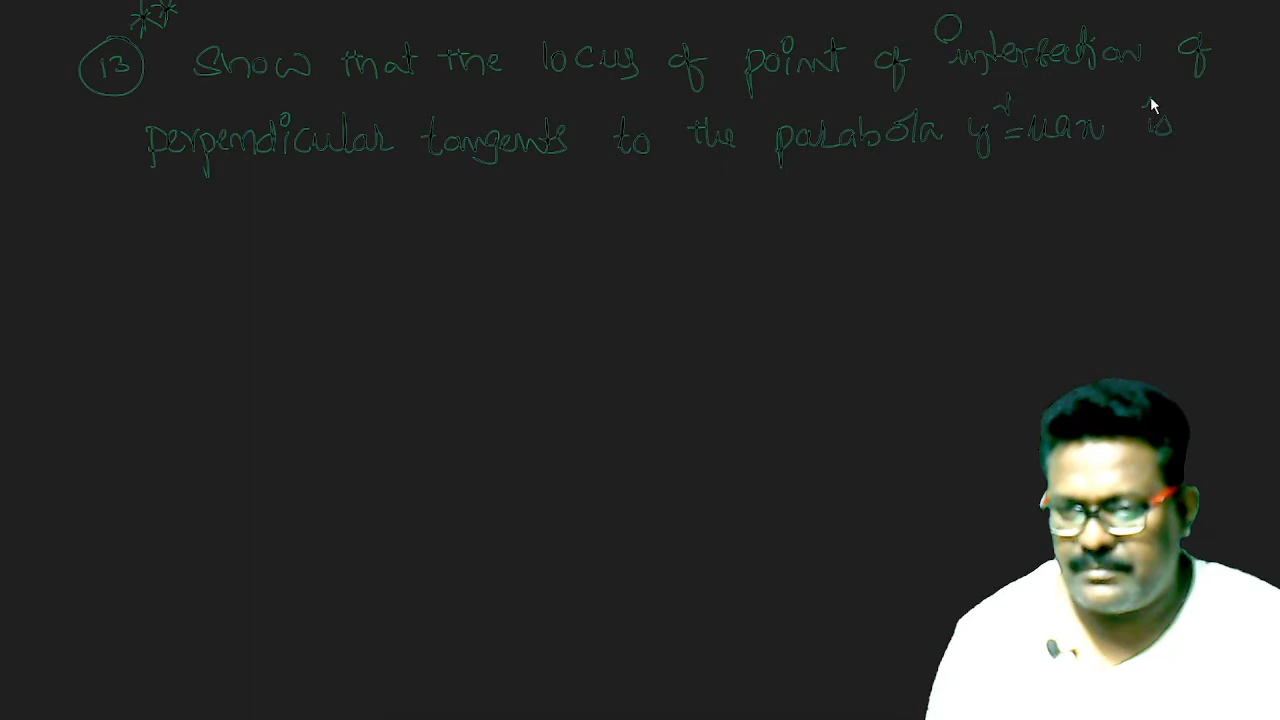 ** 13 Show that the locus of point of intersection of
perpendicular tangents to the parabola y²=4ax is